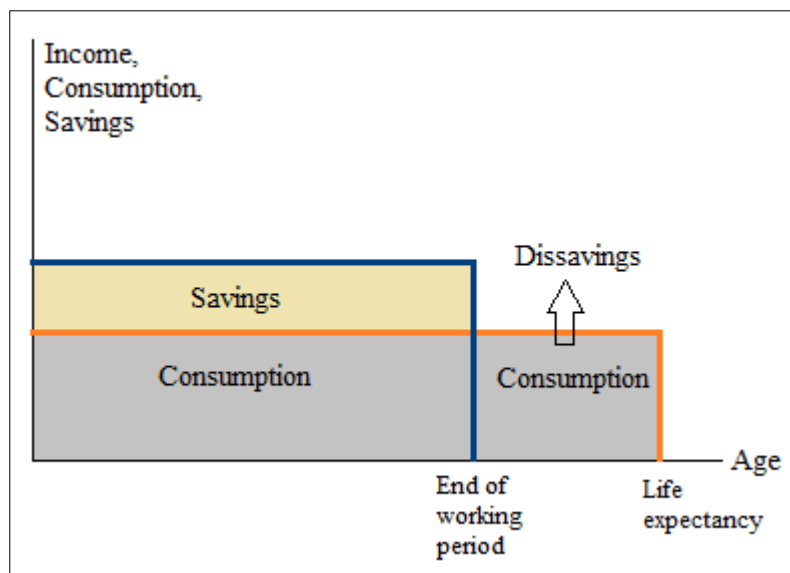 Income,
Consumption,
Savings
Dissavings
Savings
Consumption
Consumption
Age
End of
working
period
Life
expectancy